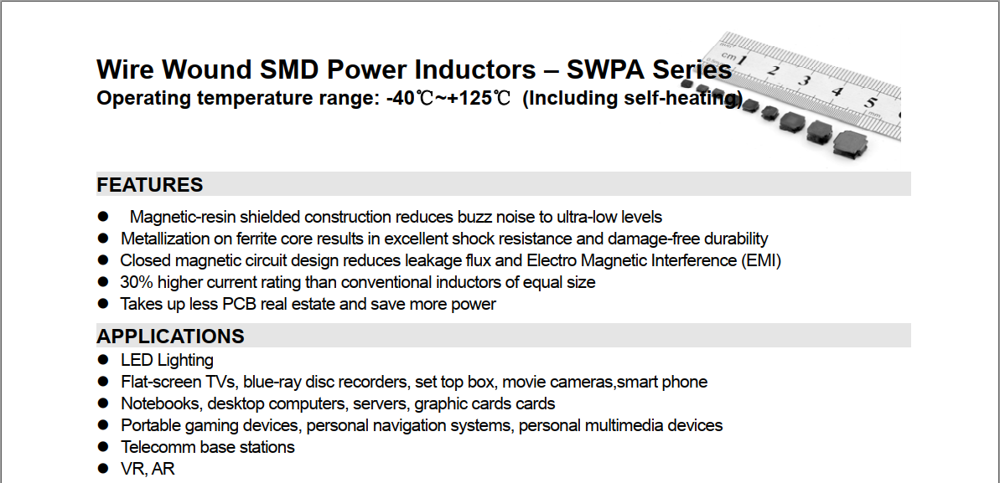 Wire Wound SMD Power Inductors – SWPA Series
Operating temperature range: -40℃~+125℃ (Including self-heating)
cm 1 2 3 4 5
mm
FEATURES
● Magnetic-resin shielded construction reduces buzz noise to ultra-low levels
● Metallization on ferrite core results in excellent shock resistance and damage-free durability
● Closed magnetic circuit design reduces leakage flux and Electro Magnetic Interference (EMI)
● 30% higher current rating than conventional inductors of equal size
● Takes up less PCB real estate and save more power
APPLICATIONS
● LED Lighting
● Flat-screen TVs, blue-ray disc recorders, set top box, movie cameras,smart phone
● Notebooks, desktop computers, servers, graphic cards cards
● Portable gaming devices, personal navigation systems, personal multimedia devices
● Telecomm base stations
● VR, AR